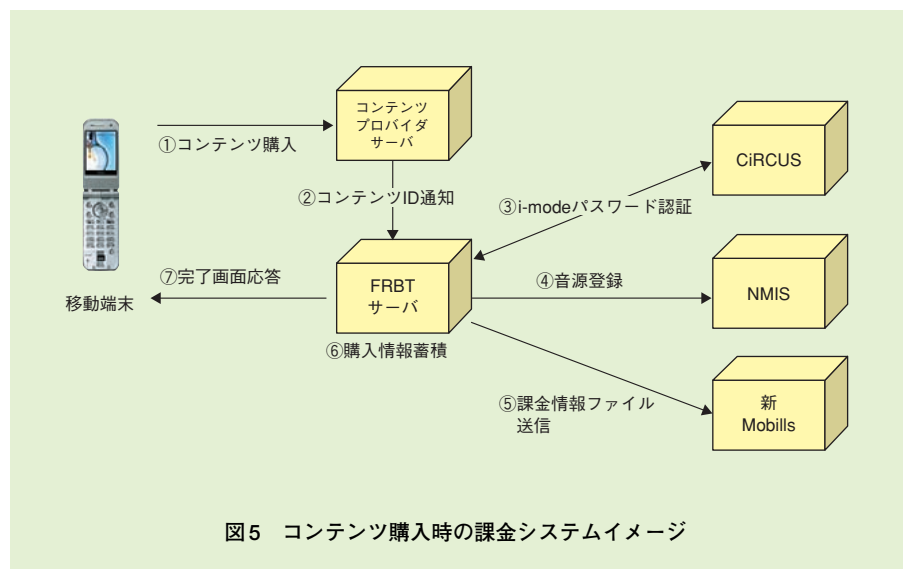 コンテンツ
プロバイダ
サーバ
CiRCUS
①コンテンツ購入
②コンテンツID通知
③i-modeパスワード認証
⑦完了画面応答
FRBT
サーバ
④音源登録
NMIS
移動端末
⑥購入情報蓄積
⑤課金情報ファイル
送信
新
Mobills
図5 コンテンツ購入時の課金システムイメージ